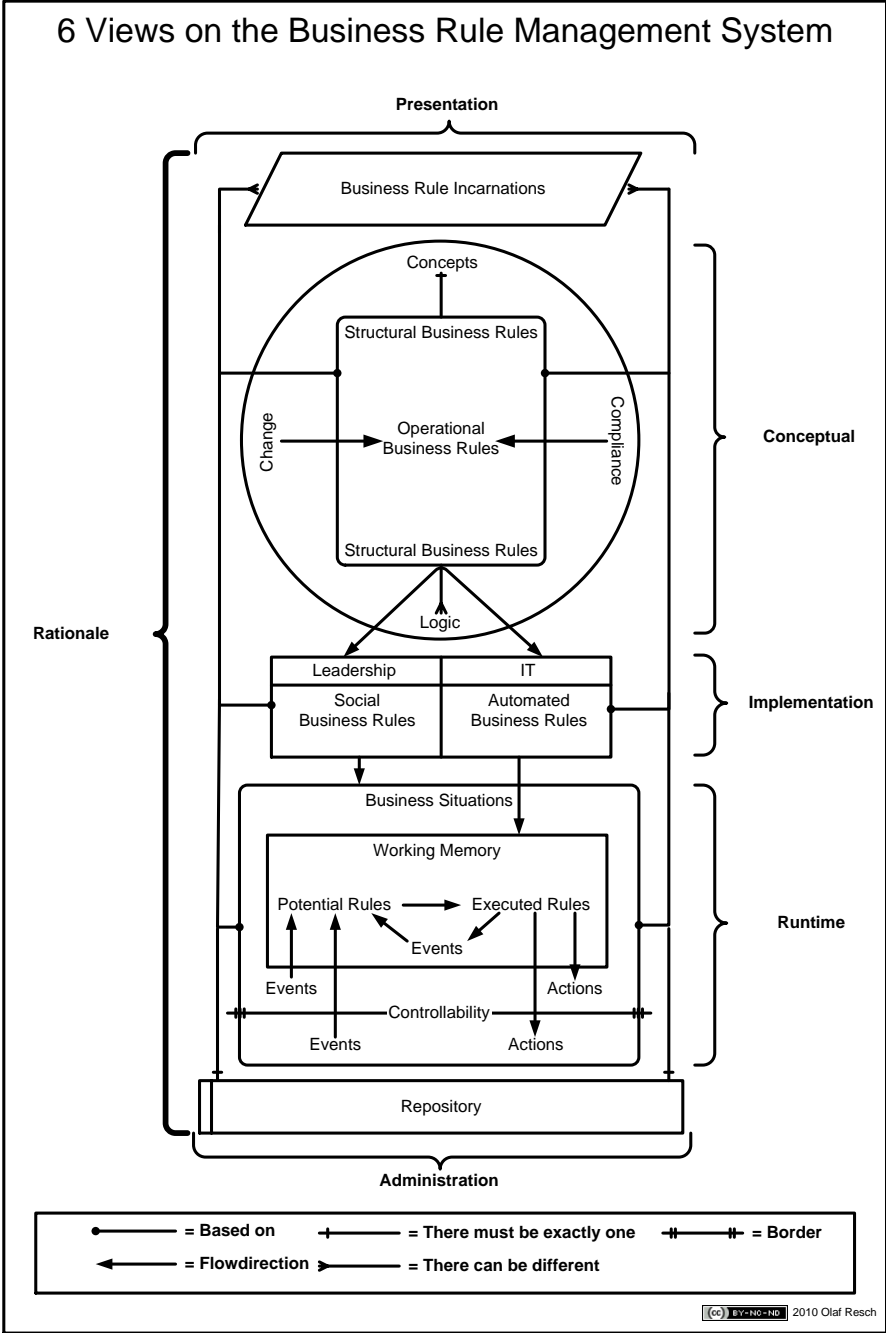 6 Views on the Business Rule Management System
Presentation
Business Rule Incarnations
Concepts
Structural Business Rules
Change
Operational
Business Rules
Compliance
Conceptual
Structural Business Rules
Logic
Rationale
Leadership
IT
Social
Business Rules
Automated
Business Rules
Implementation
Business Situations
Working Memory
Potential Rules
Executed Rules
Runtime
Events
Events
Actions
Controllability
Events
Actions
Repository
Administration
= Based on
= There must be exactly one
= Border
= Flowdirection
= There can be different
(cc) BY-NC-ND 2010 Olaf Resch